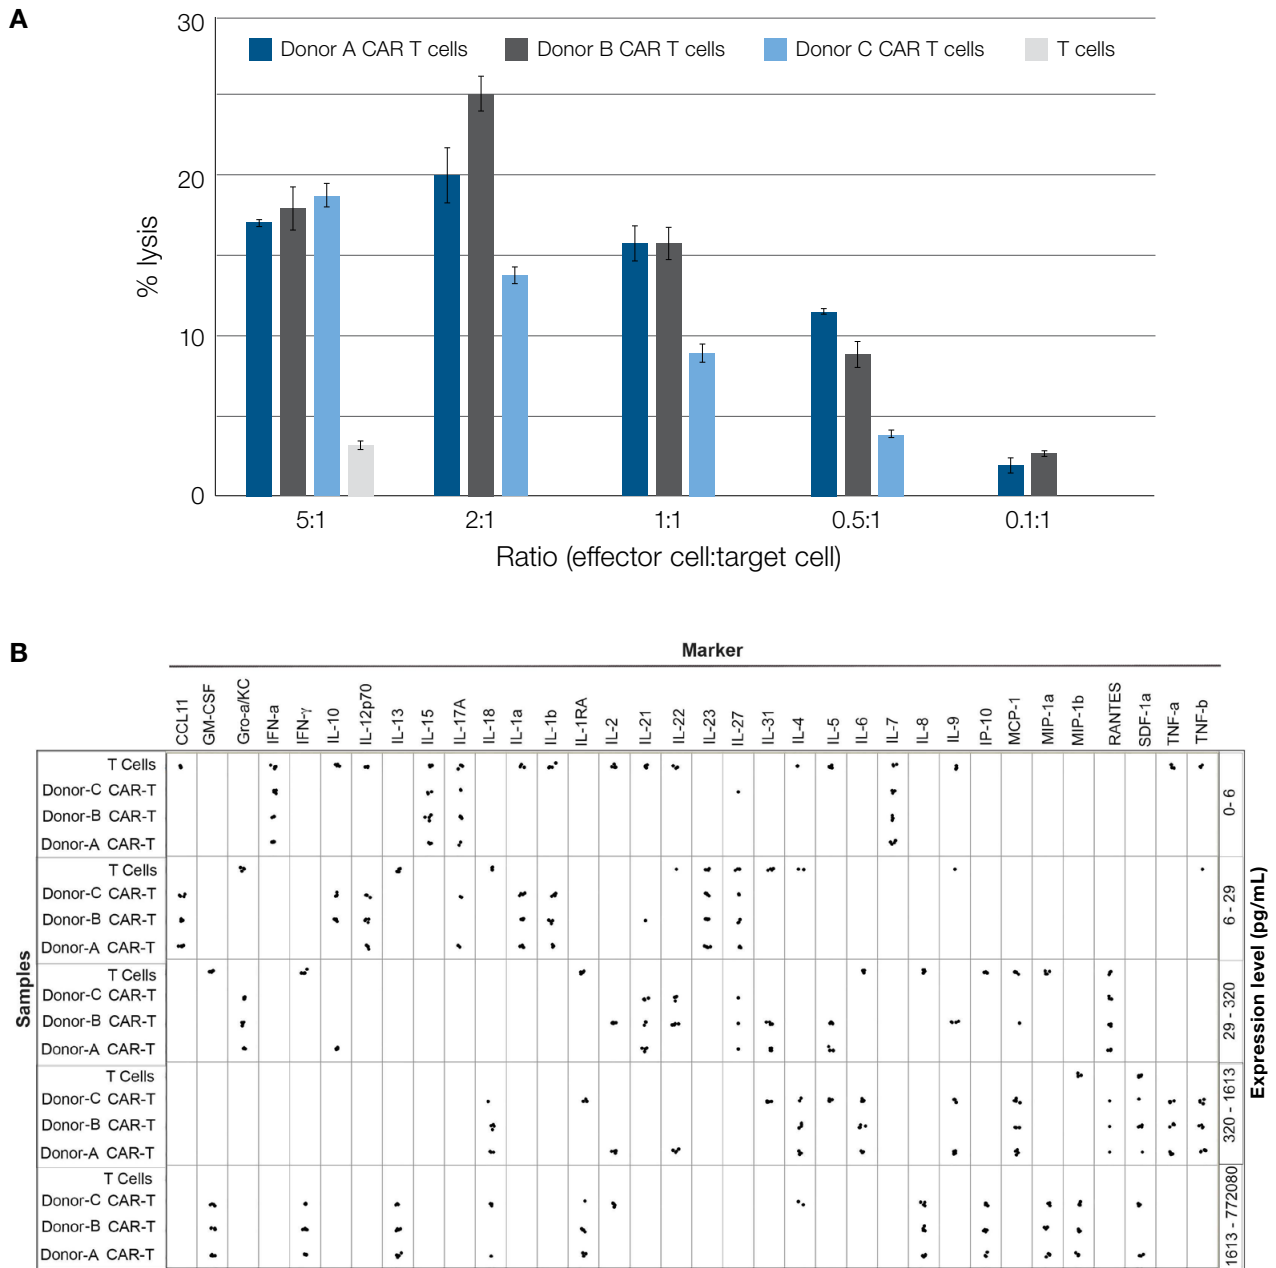 A
30
Donor A CAR T cells Donor B CAR T cells Donor C CAR T cells T cells
20
% lysis
10
0
5:1 2:1 1:1 0.5:1 0.1:1
Ratio (effector cell:target cell)
B
Marker
CCL11 GM-CSF Gro-a/KC IFN-a IFN-γ IL-10 IL-12p70 IL-13 IL-15 IL-17A IL-18 IL-1a IL-1b IL-1RA IL-2 IL-21 IL-22 IL-23 IL-27 IL-31 IL-4 IL-5 IL-6 IL-7 IL-8 IL-9 IP-10 MCP-1 MIP-1a MIP-1b RANTES SDF-1a TNF-a TNF-b
Samples
Expression level (pg/mL)
T Cells
Donor-C CAR-T
Donor-B CAR-T
Donor-A CAR-T
0- 6
T Cells
Donor-C CAR-T
Donor-B CAR-T
Donor-A CAR-T
6 - 29
T Cells
Donor-C CAR-T
Donor-B CAR-T
Donor-A CAR-T
29 - 320
T Cells
Donor-C CAR-T
Donor-B CAR-T
Donor-A CAR-T
320 - 1613
T Cells
Donor-C CAR-T
Donor-B CAR-T
Donor-A CAR-T
1613 - 772080